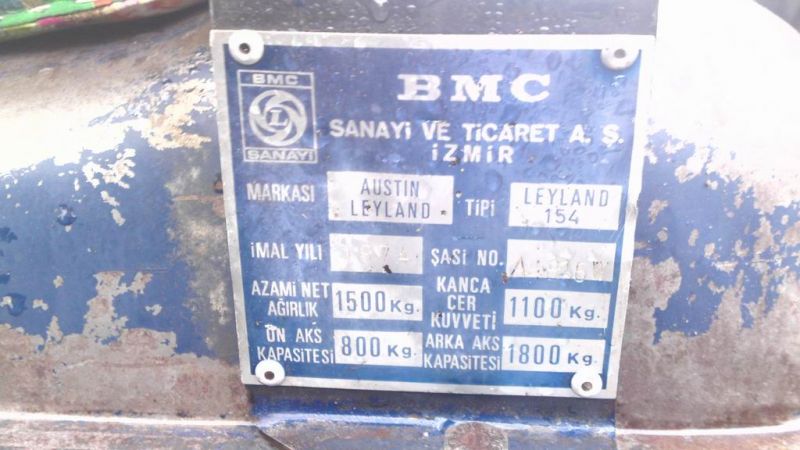 BMC
L
SANAYİ
BMC
SANAYİ VE TİCARET A. Ş.
İZMİR
MARKASI
AUSTIN
LEYLAND
TİPİ
LEYLAND
154
İMAL YILI
ŞASİ NO.
AZAMİ NET
AĞIRLIK
1500 Kg.
KANCA
ÇER
KUVVETİ
1100 Kg.
ÖN AKS
KAPASİTESİ
800 Kg.
ARKA AKS
KAPASİTESİ
1800 Kg.